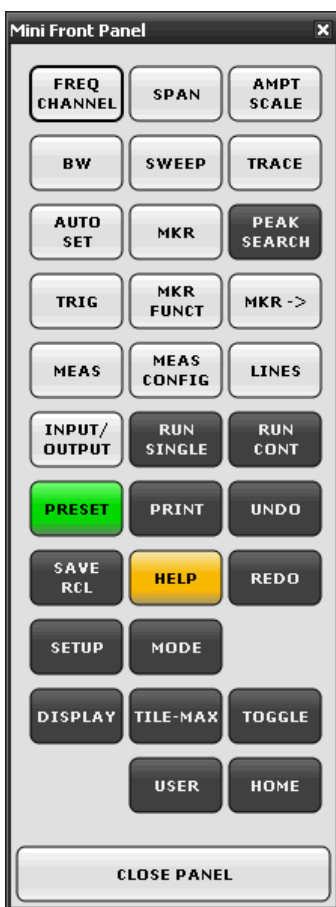 Mini Front Panel
FREQ
CHANNEL
SPAN
AMPT
SCALE
BW
SWEEP
TRACE
AUTO
SET
MKR
PEAK
SEARCH
TRIG
MKR
FUNCT
MKR ->
MEAS
MEAS
CONFIG
LINES
INPUT/
OUTPUT
RUN
SINGLE
RUN
CONT
PRESET
PRINT
UNDO
SAVE
RCL
HELP
REDO
SETUP
MODE
DISPLAY
TILE-MAX
TOGGLE
USER
HOME
CLOSE PANEL